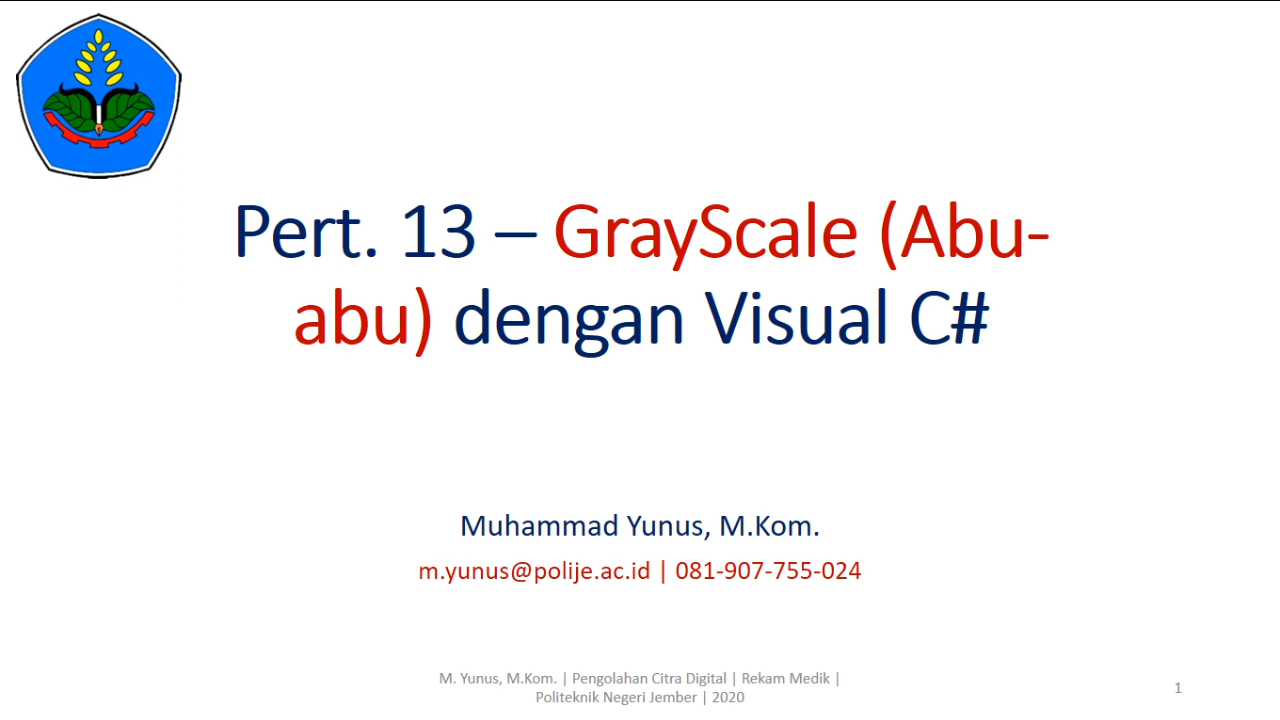 Pert. 13 – GrayScale (Abu-
abu) dengan Visual C#
Muhammad Yunus, M.Kom.
m.yunus@polije.ac.id | 081-907-755-024
M. Yunus, M.Kom. | Pengolahan Citra Digital | Rekam Medik |
Politeknik Negeri Jember | 2020
1